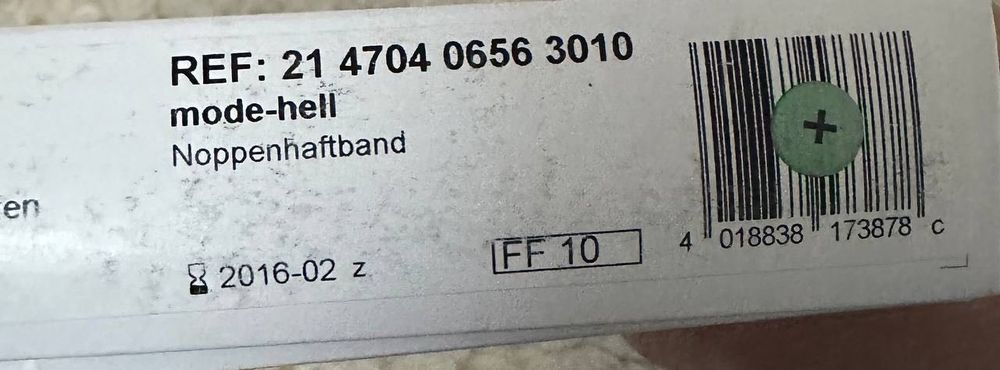 REF: 21 4704 0656 3010
mode-hell
Noppenhaftband
en
2016-02 z
FF 10
4 018838 173878 c